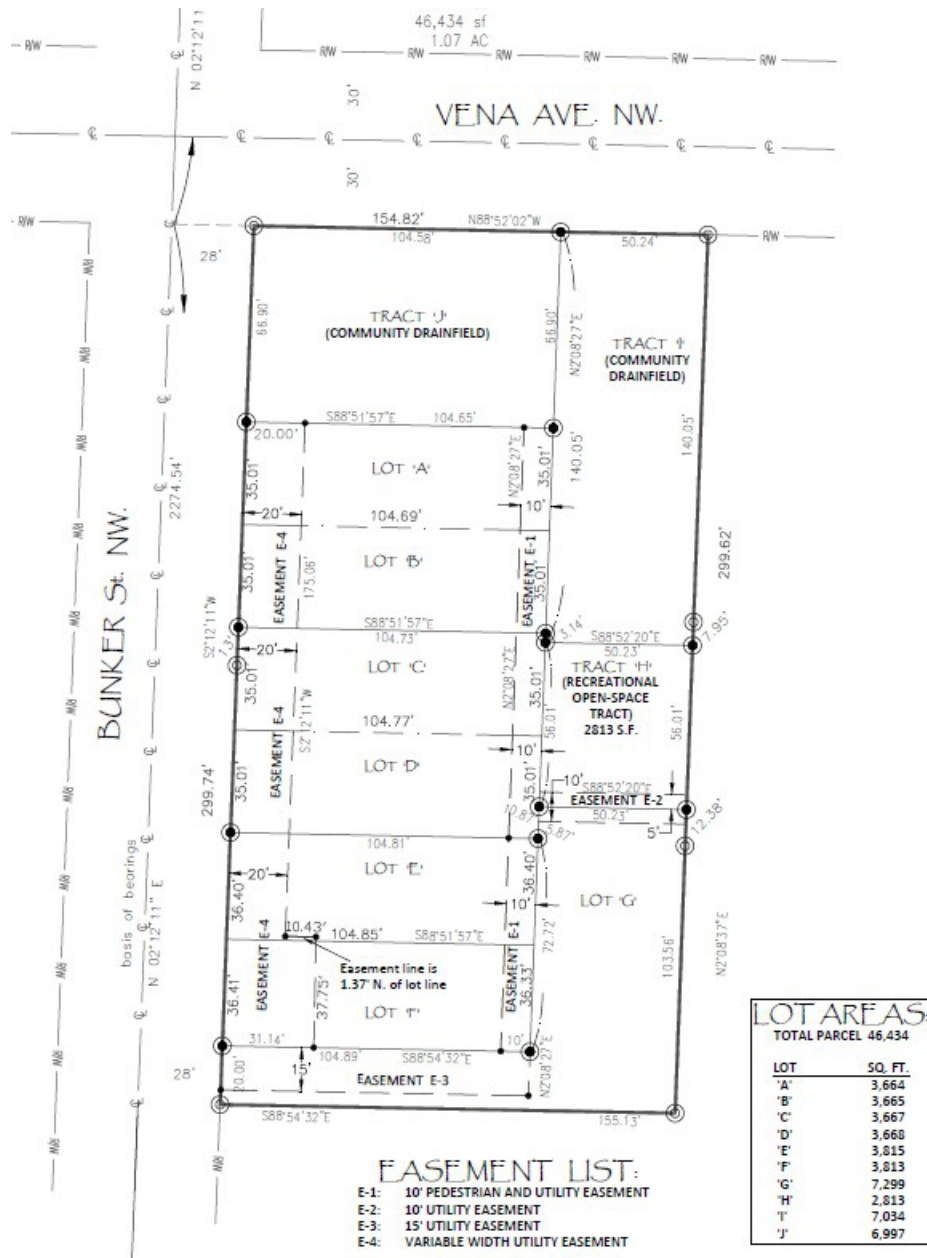 46,434 sf
1.07 AC
R/W
R/W R/W R/W R/W R/W R/W
N 02°12'11
30'
VENA AVE. NW.
30'
R/W
154.82' N88°52'02"W
104.58' 50.24'
R/W
28'
66.90'
TRACT 'J'
(COMMUNITY DRAINFIELD)
66.90'
N2°08'27"E
TRACT 'I'
(COMMUNITY
DRAINFIELD)
140.05'
140.05'
S88°51'57"E 104.65'
20.00'
2274.54'
35.01'
LOT 'A'
N2°08'27"E
35.01'
20' 10'
104.69'
299.62'
35.01'
EASEMENT E-4
175.06'
LOT 'B'
EASEMENT E-1
35.01'
BUNKER St. NW.
S2°12'11"W
7.3'
S88°51'57"E
104.73'
3.14'
S88°52'20"E
50.23'
7.95'
20'
35.01'
LOT 'C'
N2°08'27"E
35.01'
TRACT 'H'
(RECREATIONAL
OPEN-SPACE
TRACT)
2813 S.F.
56.01'
56.01'
EASEMENT E-4
S2°12'11"W
104.77'
10'
299.74'
35.01'
LOT 'D'
35.01'
10'
S88°52'20"E
EASEMENT E-2
50.23'
5'
12.38'
10.87'
5.87'
104.81'
LOT 'E'
36.40'
20'
36.40'
10'
LOT 'G'
basis of bearings
N 02°12'11" E
10.43'
104.85' S88°51'57"E
72.72'
103.56'
N2°08'37"E
EASEMENT E-4
Easement line is
1.37' N. of lot line
EASEMENT E-1
36.41'
37.75'
LOT 'F'
36.33'
31.14'
104.89' S88°54'32"E
10'
28'
20.00'
15'
EASEMENT E-3
N2°08'27"E
S88°54'32"E 155.13'
LOT AREAS:
TOTAL PARCEL 46,434
LOT SQ. FT.
'A' 3,664
'B' 3,665
'C' 3,667
'D' 3,668
'E' 3,815
'F' 3,813
'G' 7,299
'H' 2,813
'I' 7,034
'J' 6,997
EASEMENT LIST:
E-1: 10' PEDESTRIAN AND UTILITY EASEMENT
E-2: 10' UTILITY EASEMENT
E-3: 15' UTILITY EASEMENT
E-4: VARIABLE WIDTH UTILITY EASEMENT